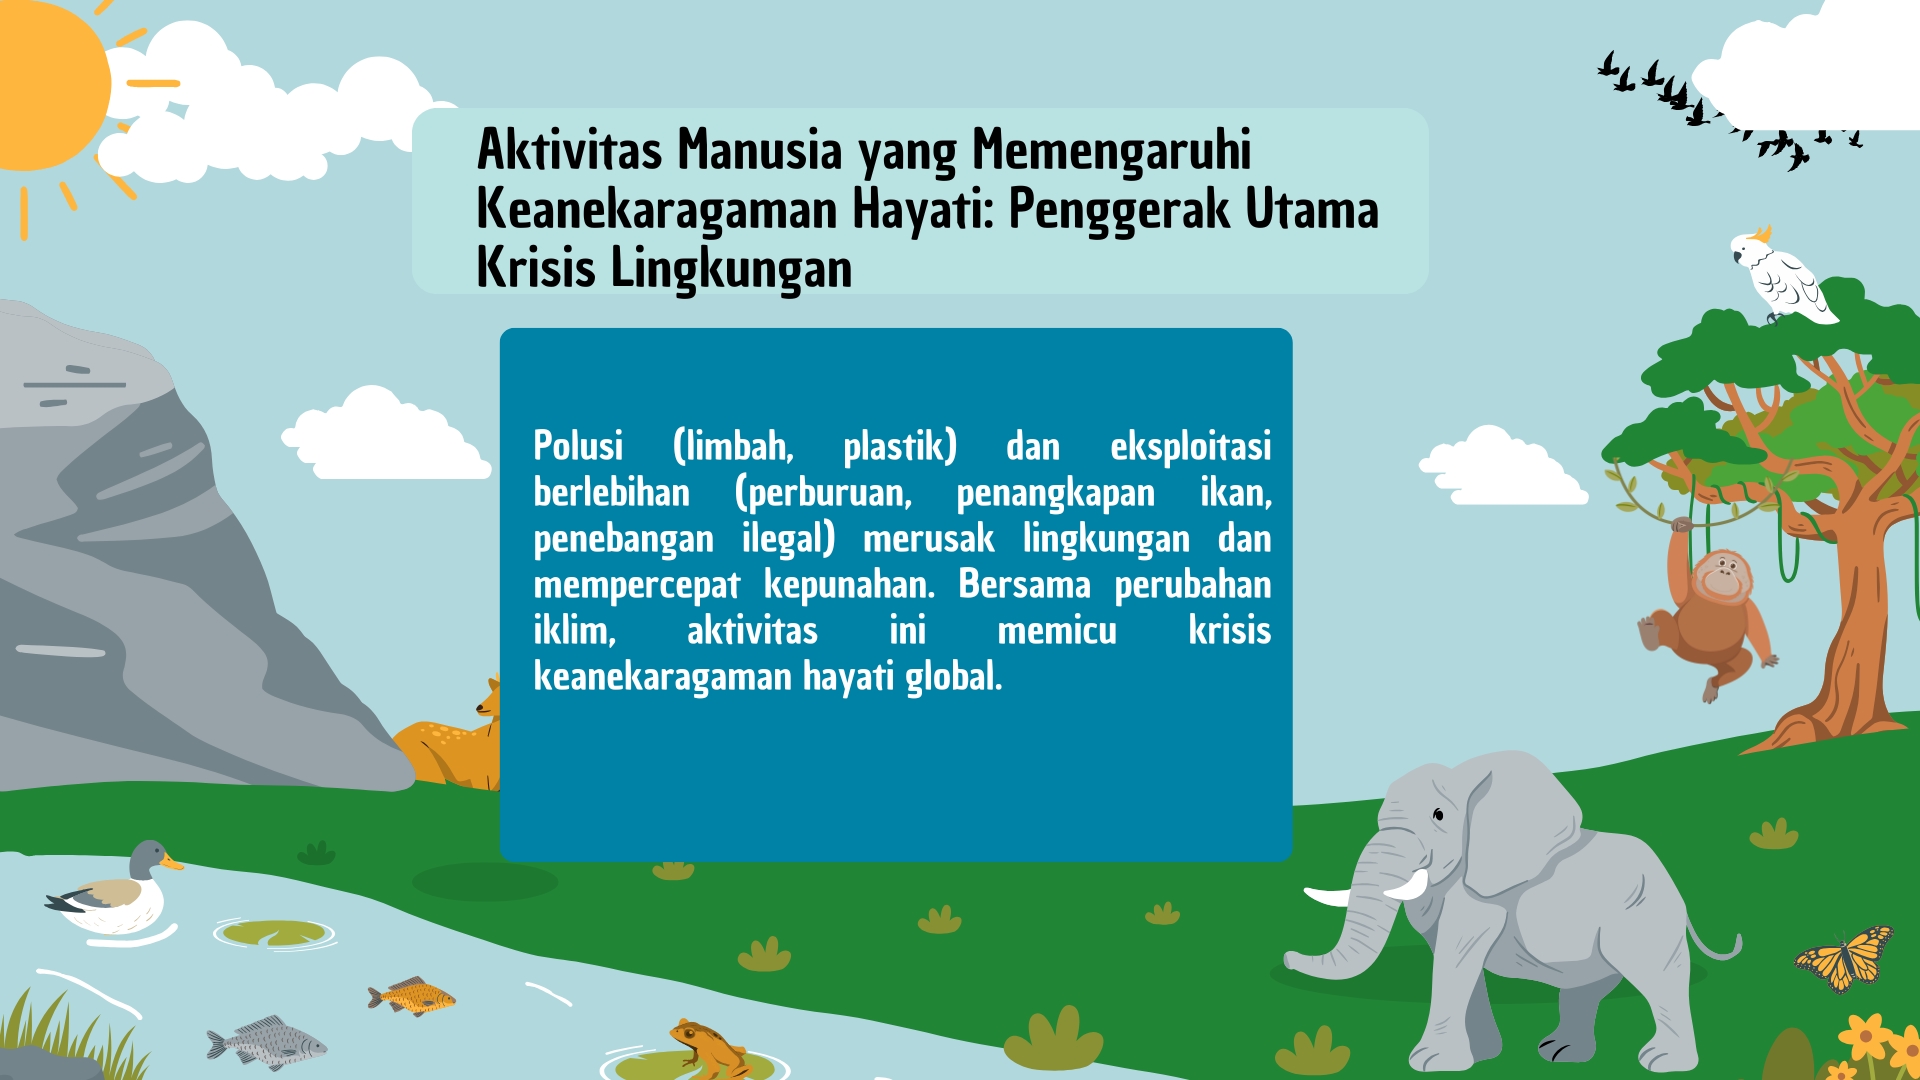 Aktivitas Manusia yang Memengaruhi
Keanekaragaman Hayati: Penggerak Utama
Krisis Lingkungan
Polusi (limbah, plastik) dan eksploitasi
berlebihan (perburuan, penangkapan ikan,
penebangan ilegal) merusak lingkungan dan
mempercepat kepunahan. Bersama perubahan
iklim, aktivitas ini memicu krisis
keanekaragaman hayati global.